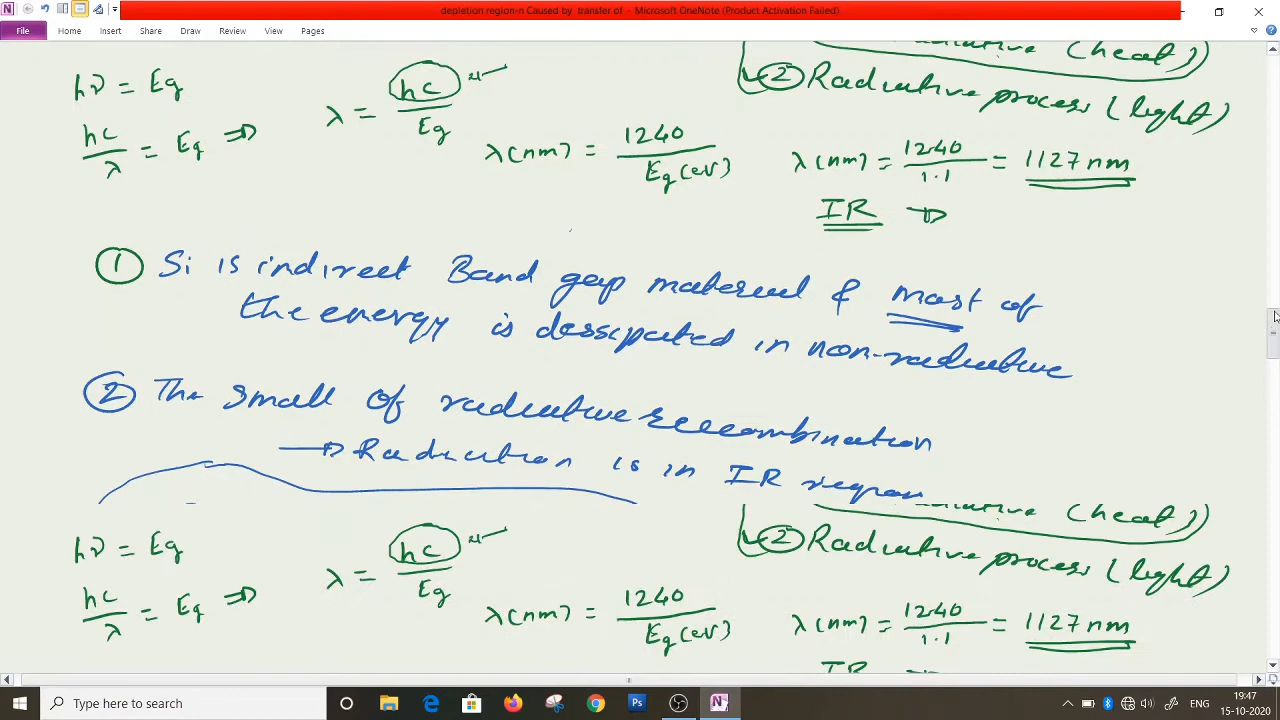 depletion region-n Caused by transfer of - Microsoft OneNote (Product Activation Failed)
File Home Insert Share Draw Review View Pages
(heat)
② Radiative process (light)
hν = Eg
hc/λ = Eg ⇒
λ = hc/Eg
λ(nm) = 1240/Eg(eV)
λ(nm) = 1240/1.1 = 1127 nm
IR →
① Si is indirect Band gap material & most of
the energy is dessipated in non-radiative
② The small of radiative reecombination
→ Radiation is in IR region
(heat)
② Radiative process (light)
hν = Eg
hc/λ = Eg ⇒
λ = hc/Eg
λ(nm) = 1240/Eg(eV)
λ(nm) = 1240/1.1 = 1127 nm
IR
Type here to search
ENG
19:47
15-10-2020